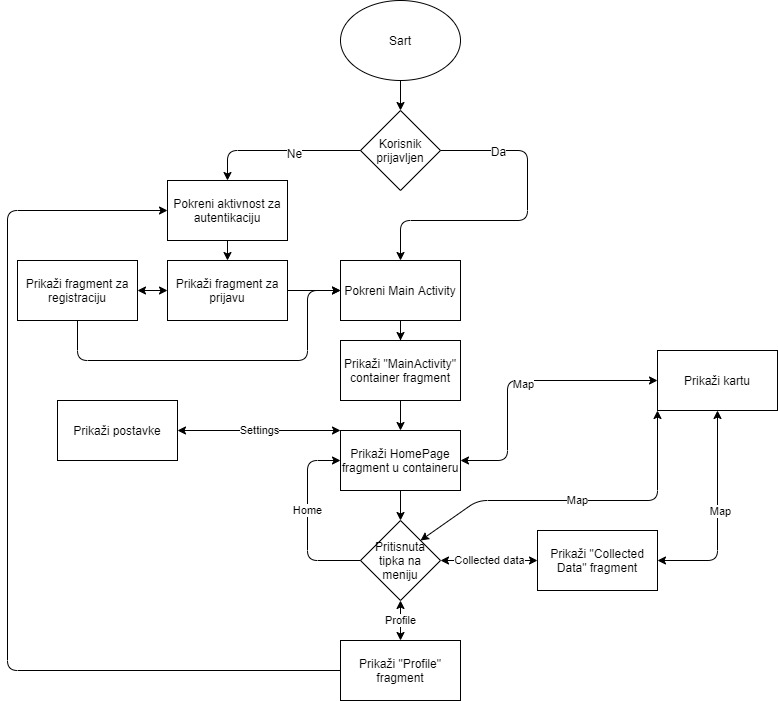 Sart
Korisnik
prijavljen
Ne
Da
Pokreni aktivnost za
autentikaciju
Prikaži fragment za
registraciju
Prikaži fragment za
prijavu
Pokreni Main Activity
Prikaži "MainActivity"
container fragment
Prikaži kartu
Map
Prikaži postavke
Settings
Prikaži HomePage
fragment u containeru
Home
Map
Map
Pritisnuta
tipka na
meniju
Collected data
Prikaži "Collected
Data" fragment
Profile
Prikaži "Profile"
fragment